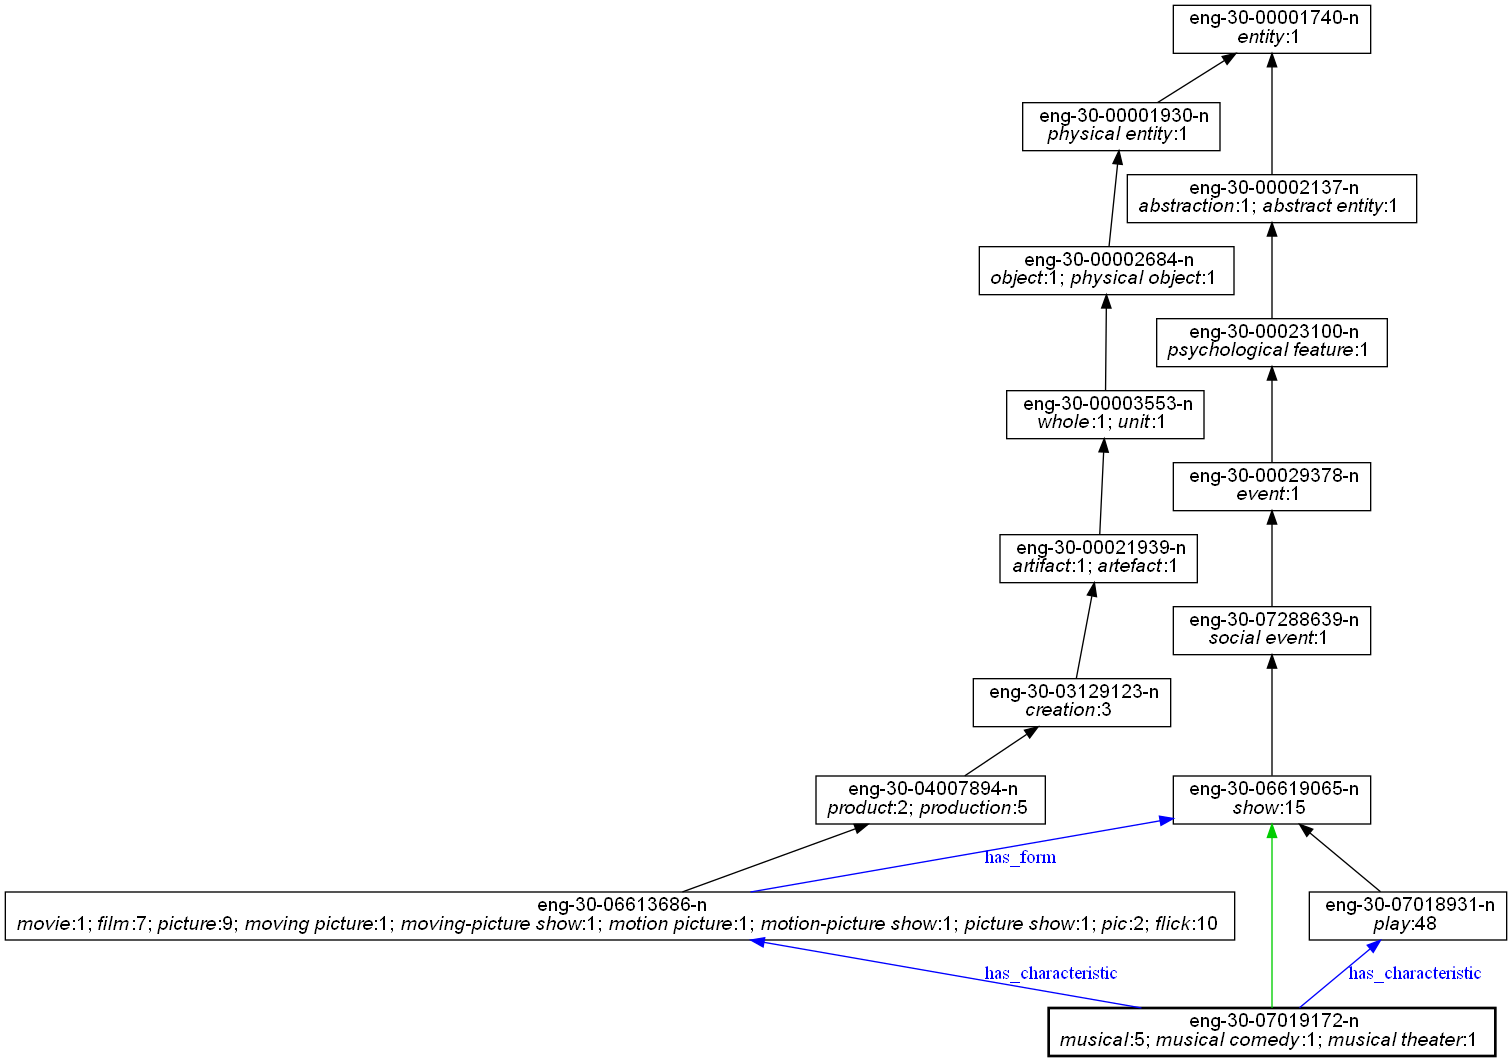 eng-30-00001740-n
entity:1
eng-30-00001930-n
physical entity:1
eng-30-00002137-n
abstraction:1; abstract entity:1
eng-30-00002684-n
object:1; physical object:1
eng-30-00023100-n
psychological feature:1
eng-30-00003553-n
whole:1; unit:1
eng-30-00029378-n
event:1
eng-30-00021939-n
artifact:1; artefact:1
eng-30-07288639-n
social event:1
eng-30-03129123-n
creation:3
eng-30-04007894-n
product:2; production:5
eng-30-06619065-n
show:15
has_form
eng-30-06613686-n
movie:1; film:7; picture:9; moving picture:1; moving-picture show:1; motion picture:1; motion-picture show:1; picture show:1; pic:2; flick:10
eng-30-07018931-n
play:48
has_characteristic
has_characteristic
eng-30-07019172-n
musical:5; musical comedy:1; musical theater:1